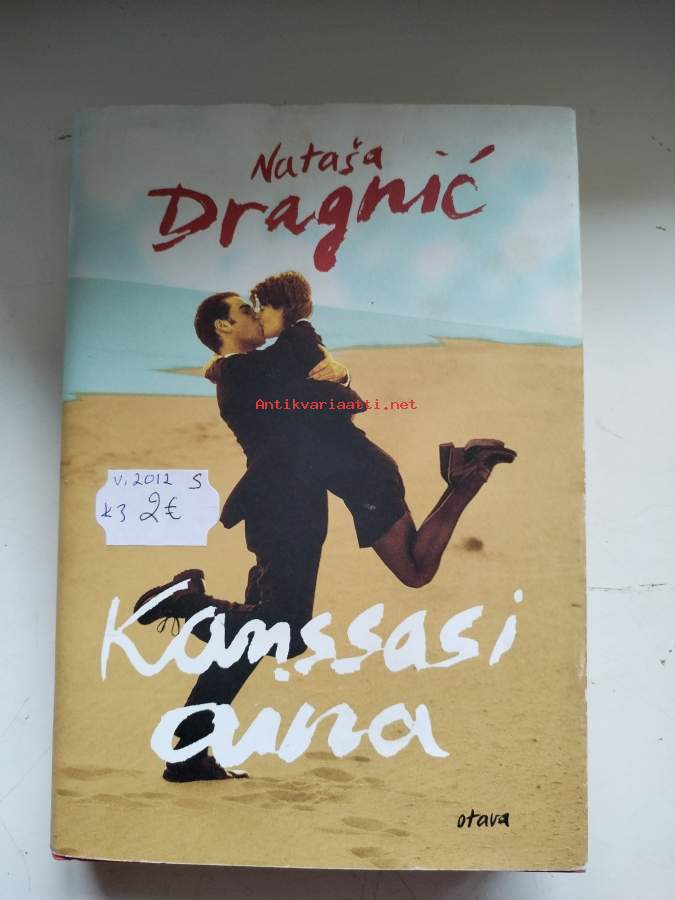 Nataša
Dragnić
Antikvariaatti.net
v. 2012 S
k3 2€
Kanssasi
aina
otava